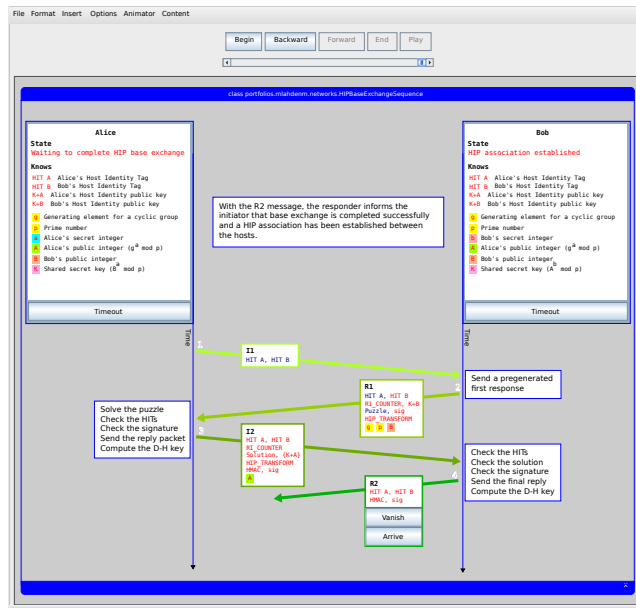 File Format Insert Options Animator Content
Begin Backward Forward End Play
class portfolios.mlahdenm.networks.HIPBaseExchangeSequence
Alice
State
Waiting to complete HIP base exchange
Knows
HIT A Alice's Host Identity Tag
HIT B Bob's Host Identity Tag
K+A Alice's Host Identity public key
K+B Bob's Host Identity public key
g Generating element for a cyclic group
p Prime number
a Alice's secret integer
A Alice's public integer (g^a mod p)
B Bob's public integer
K Shared secret key (B^a mod p)
Timeout
With the R2 message, the responder informs the
initiator that base exchange is completed successfully
and a HIP association has been established between
the hosts.
Bob
State
HIP association established
Knows
HIT A Alice's Host Identity Tag
HIT B Bob's Host Identity Tag
K+A Alice's Host Identity public key
K+B Bob's Host Identity public key
g Generating element for a cyclic group
p Prime number
b Bob's secret integer
A Alice's public integer (g^a mod p)
B Bob's public integer
K Shared secret key (A^b mod p)
Timeout
Time
Time
1
I1
HIT A, HIT B
Send a pregenerated
first response
2
R1
HIT A, HIT B
R1_COUNTER, K+B
Puzzle, sig
HIP_TRANSFORM
g p B
Solve the puzzle
Check the HITs
Check the signature
Send the reply packet
Compute the D-H key
3
I2
HIT A, HIT B
RI_COUNTER
Solution, {K+A}
HIP_TRANSFORM
HMAC, sig
A
Check the HITs
Check the solution
Check the signature
Send the final reply
Compute the D-H key
4
R2
HIT A, HIT B
HMAC, sig
Vanish
Arrive